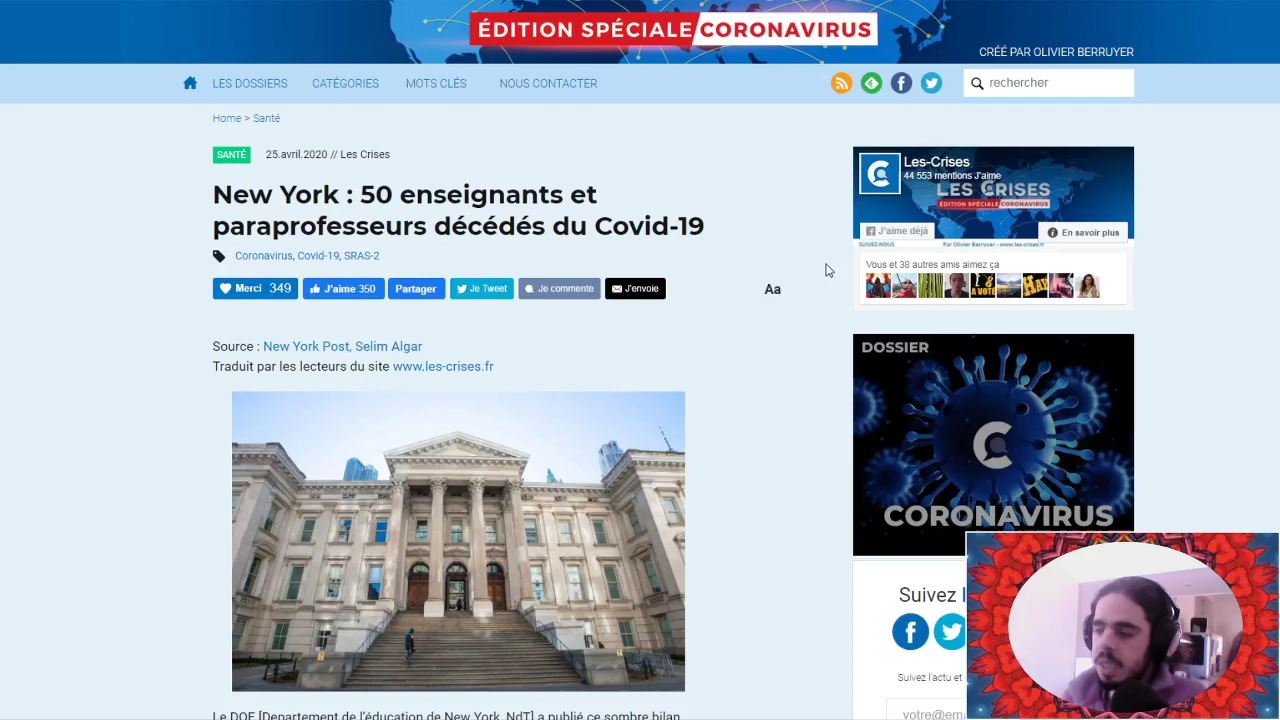 ÉDITION SPÉCIALE CORONAVIRUS
CRÉÉ PAR OLIVIER BERRUYER
LES DOSSIERS CATÉGORIES MOTS CLÉS NOUS CONTACTER
rechercher
Home > Santé
SANTÉ 25.avril.2020 // Les Crises
New York : 50 enseignants et
paraprofesseurs décédés du Covid-19
Coronavirus, Covid-19, SRAS-2
Merci 349 J'aime 350 Partager Je Tweet Je commente J'envoie
Aa
Source : New York Post, Selim Algar
Traduit par les lecteurs du site www.les-crises.fr
Le DOE [Departement de l'éducation de New York, NdT] a publié ce sombre bilan
Les-Crises
44 553 mentions J'aime
LES CRISES
ÉDITION SPÉCIALE CORONAVIRUS
J'aime déjà
En savoir plus
SUIVEZ-NOUS Par Olivier Berruyer - www.les-crises.fr
Vous et 38 autres amis aimez ça
DOSSIER
CORONAVIRUS
Suivez
Suivez l'actu et